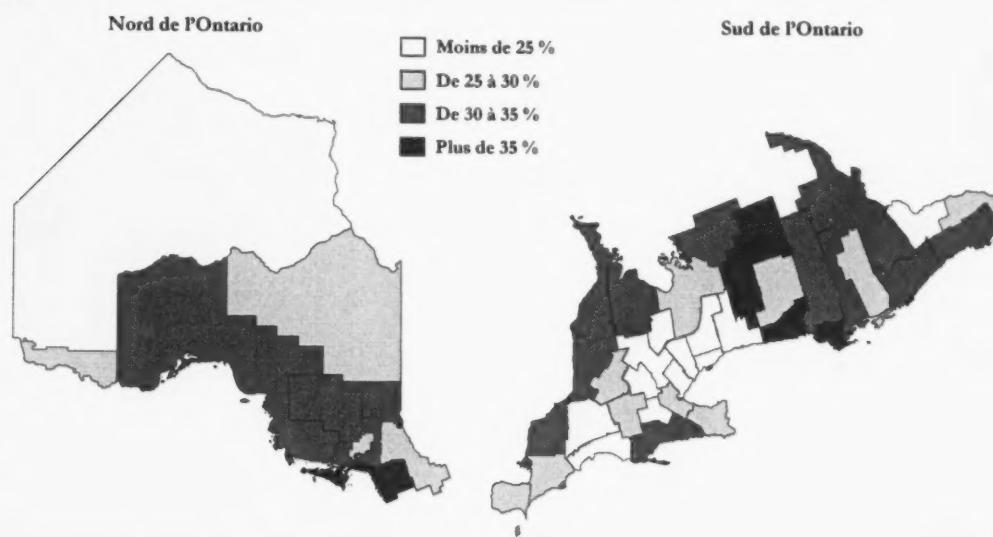 Nord de l'Ontario
Sud de l'Ontario
Moins de 25 %
De 25 à 30 %
De 30 à 35 %
Plus de 35 %